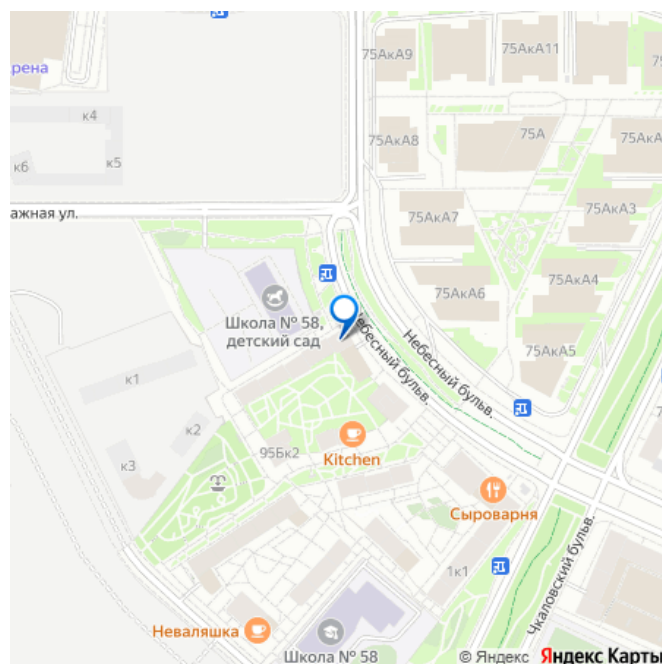 75АкА9
75АкА11
75
рена
к4
75АкА8
75А
75АкА
к5
к6
ажная ул.
75АкА7
75АкА3
75АкА4
75АкА6
Школа № 58,
детский сад
Небесный бульв.
Небесный бульв.
75АкА5
к1
к2
95Бк2
к3
Kitchen
Сыроварня
1к1
Чкаловский бульв.
Неваляшка
Школа № 58
© Яндекс Яндекс Карты